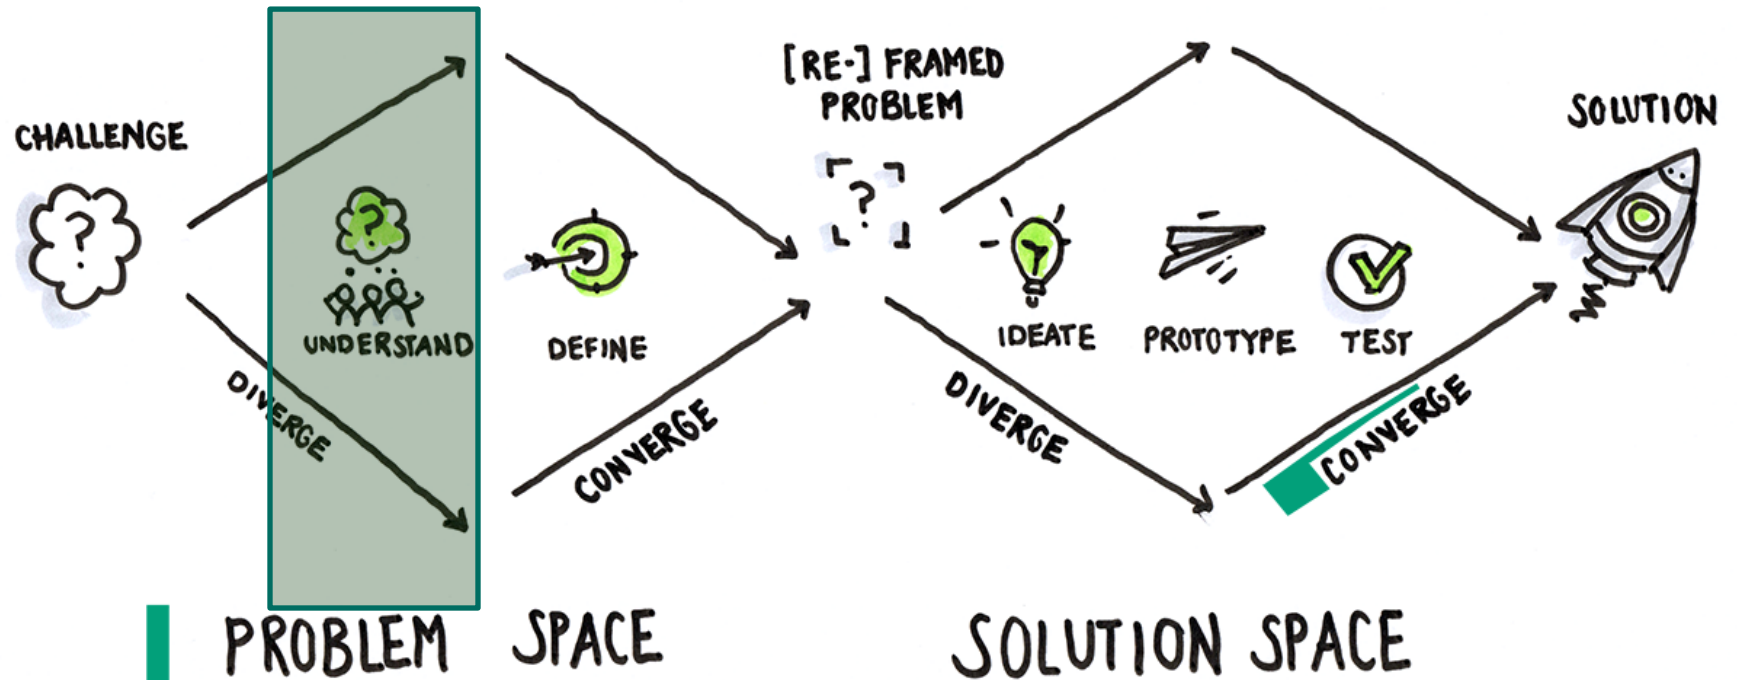 CHALLENGE
?
?
UNDERSTAND
DIVERGE
DEFINE
CONVERGE
[RE-] FRAMED
PROBLEM
?
IDEATE
PROTOTYPE
TEST
DIVERGE
CONVERGE
SOLUTION
PROBLEM SPACE
SOLUTION SPACE